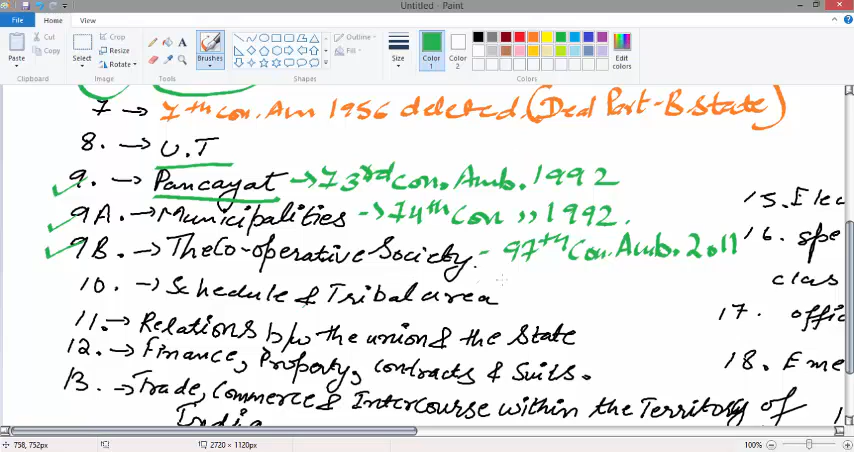 Untitled - Paint
File
Home
View
Paste
Cut
Copy
Clipboard
Select
Crop
Resize
Rotate
Image
Tools
Brushes
Shapes
Outline
Fill
Size
Color 1
Color 2
Edit colors
Colors
7 → 7th Con. Am 1956 deleted (Deal Part-B State)
8. → U.T
9. → Pancayat → 73rd Con. Amb. 1992
9A. → Municipalities → 74th Con ,, 1992.
9B. → The Co-operative Society. - 97th Con. Amb. 2011
10. → Schedule & Tribal area
11. → Relations b/w the union & the State
12. → Finance, Property, contracts & Suits.
13. → Trade, Commerce & Intercourse within the Territory of India
15. Elec
16. spe
clas
17. offic
18. Eme
758, 752px
2720 × 1120px
100%